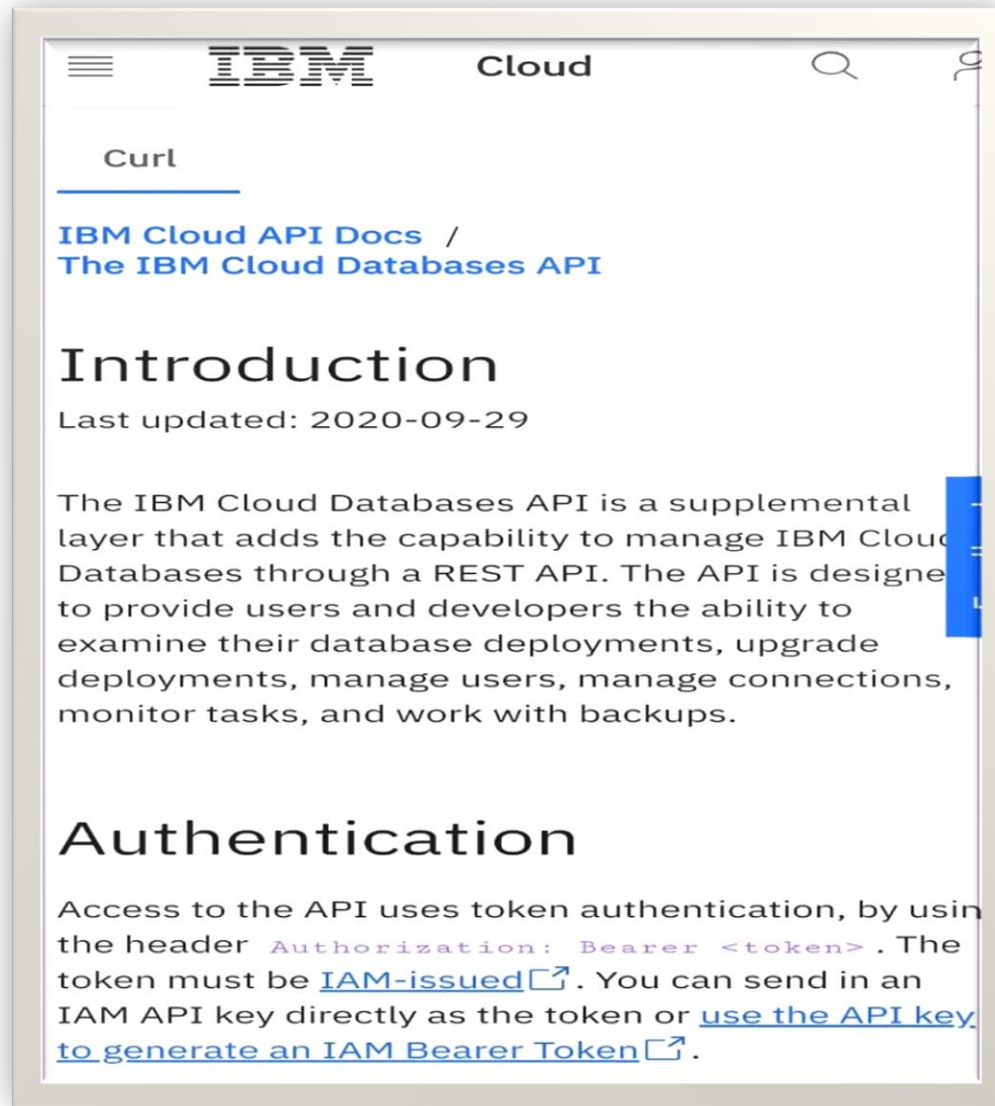 IBM Cloud
Curl
IBM Cloud API Docs /
The IBM Cloud Databases API
Introduction
Last updated: 2020-09-29
The IBM Cloud Databases API is a supplemental
layer that adds the capability to manage IBM Clou
Databases through a REST API. The API is designe
to provide users and developers the ability to
examine their database deployments, upgrade
deployments, manage users, manage connections,
monitor tasks, and work with backups.
Authentication
Access to the API uses token authentication, by usin
the header Authorization: Bearer <token> . The
token must be IAM-issued. You can send in an
IAM API key directly as the token or use the API key
to generate an IAM Bearer Token.